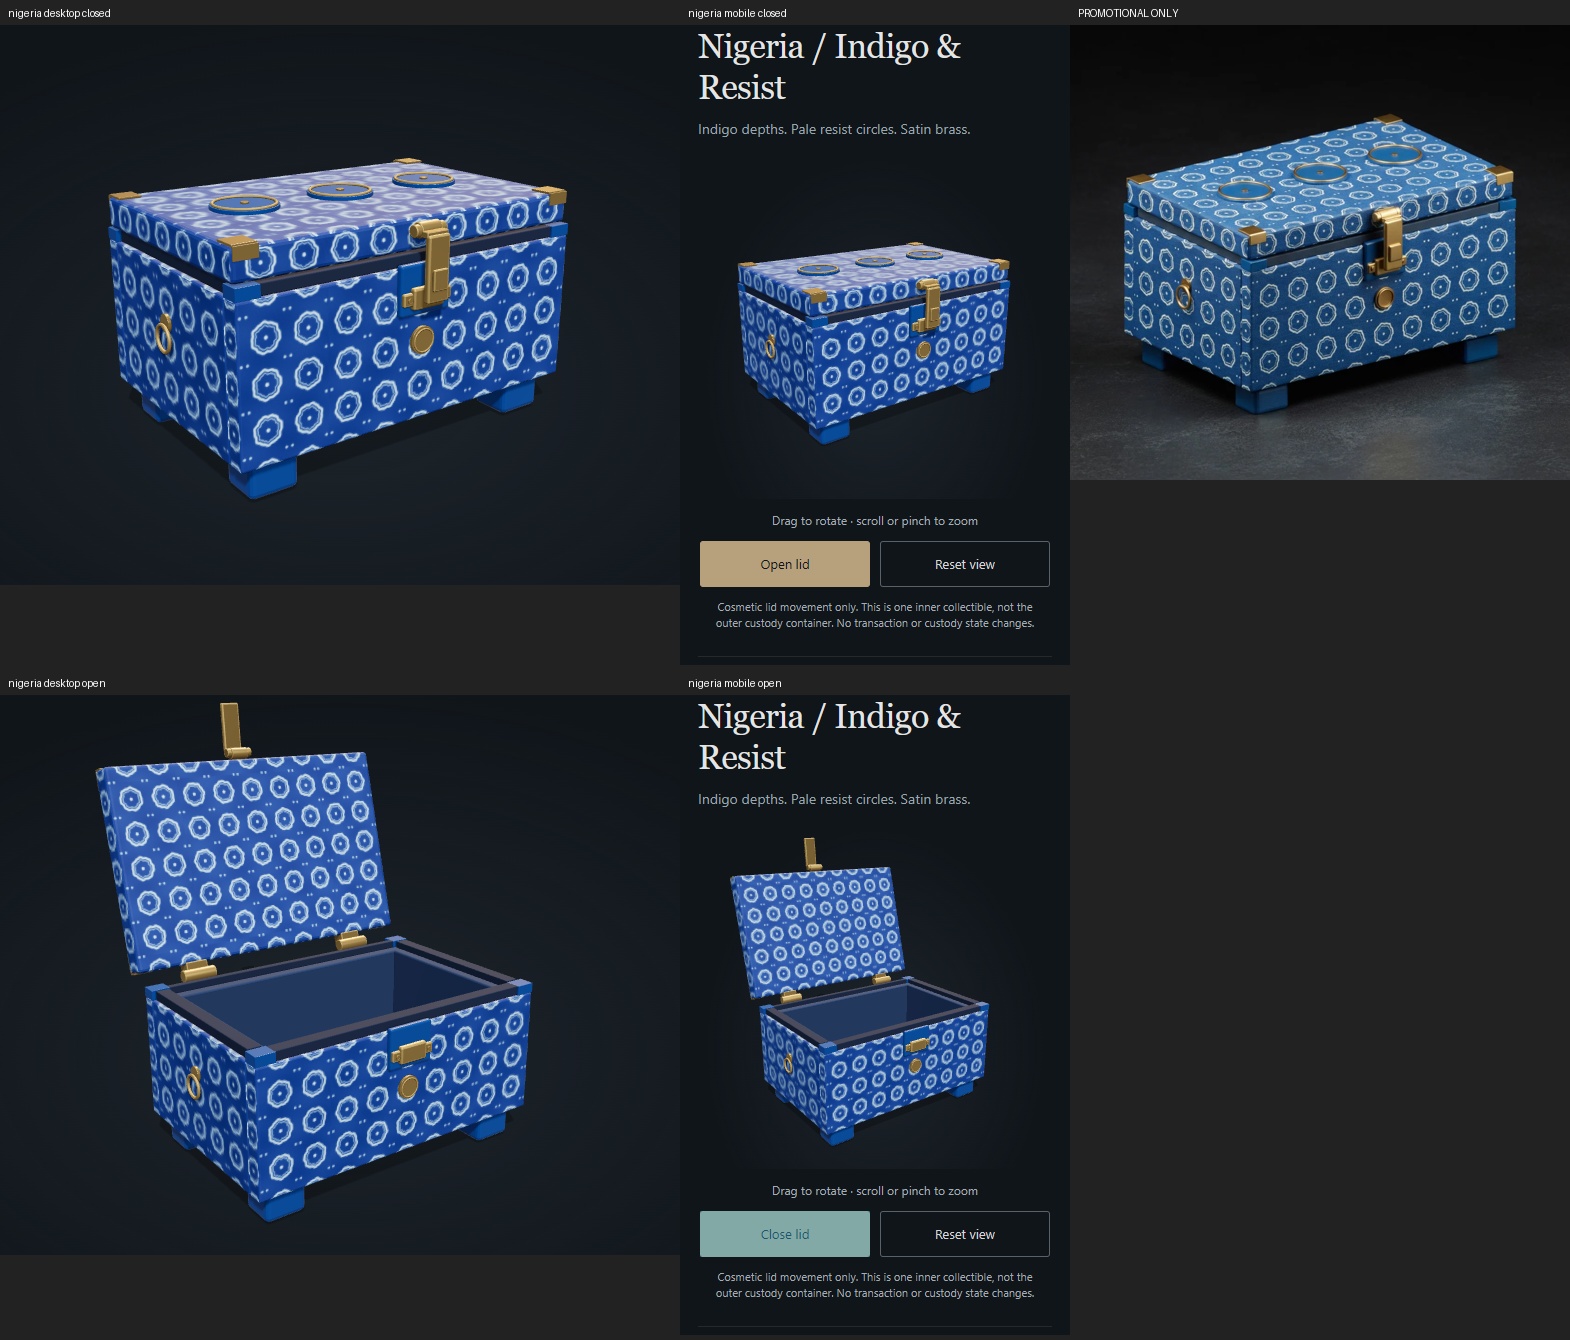 nigeria desktop closed
nigeria mobile closed
PROMOTIONAL ONLY
Nigeria / Indigo &
Resist
Indigo depths. Pale resist circles. Satin brass.
Drag to rotate · scroll or pinch to zoom
Open lid
Reset view
Cosmetic lid movement only. This is one inner collectible, not the
outer custody container. No transaction or custody state changes.
nigeria desktop open
nigeria mobile open
Nigeria / Indigo &
Resist
Indigo depths. Pale resist circles. Satin brass.
Drag to rotate · scroll or pinch to zoom
Close lid
Reset view
Cosmetic lid movement only. This is one inner collectible, not the
outer custody container. No transaction or custody state changes.